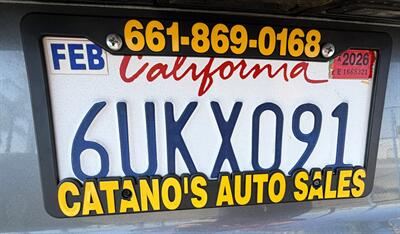 661-869-0168
FEB California 2026
6UKX091
CATANO'S AUTO SALES